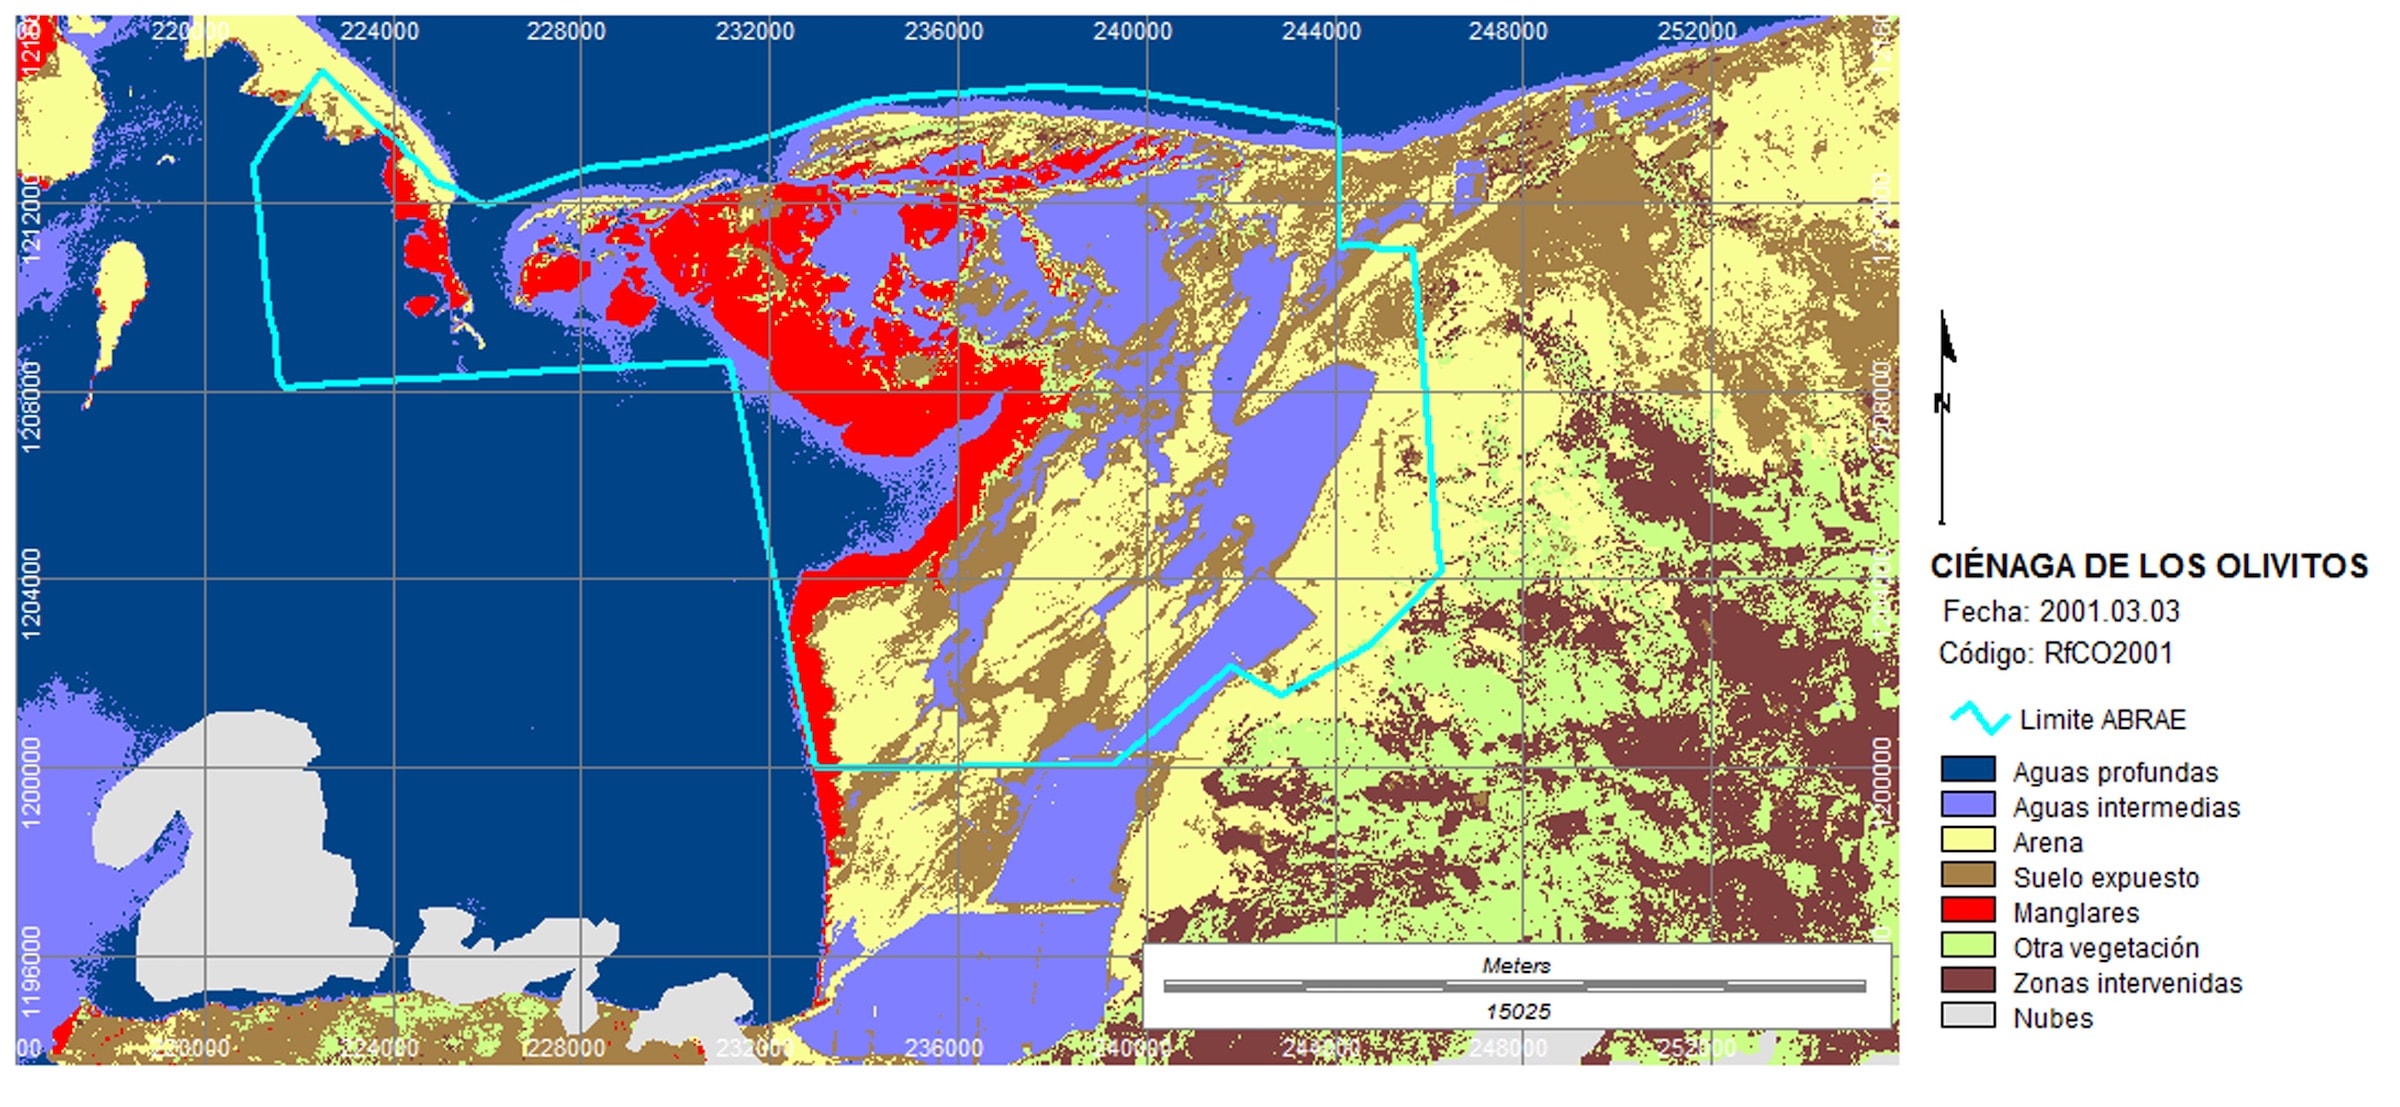 220000 224000 228000 232000 236000 240000 244000 248000 252000
1212000 1212000
1208000 1208000
1204000 1204000
1200000 1200000
1196000
220000 224000 228000 232000 236000 240000 244000 248000 252000
Meters
15025
N
CIÉNAGA DE LOS OLIVITOS
Fecha: 2001.03.03
Código: RfCO2001
Limite ABRAE
Aguas profundas
Aguas intermedias
Arena
Suelo expuesto
Manglares
Otra vegetación
Zonas intervenidas
Nubes